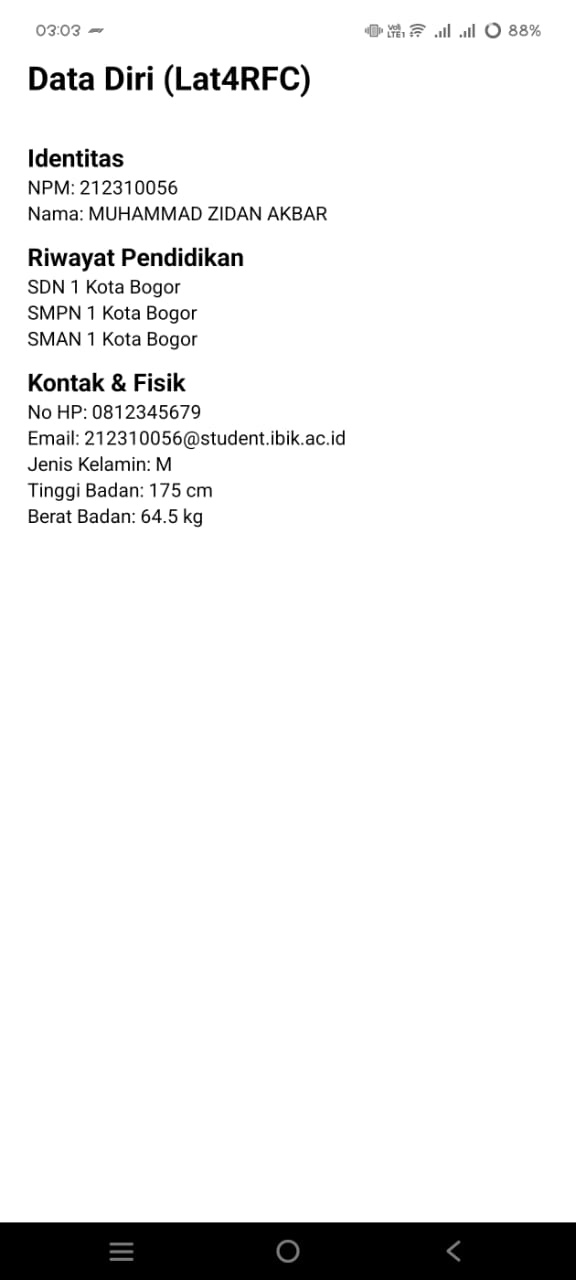 03:03
Vo) LTE1 88%
Data Diri (Lat4RFC)
Identitas
NPM: 212310056
Nama: MUHAMMAD ZIDAN AKBAR
Riwayat Pendidikan
SDN 1 Kota Bogor
SMPN 1 Kota Bogor
SMAN 1 Kota Bogor
Kontak & Fisik
No HP: 0812345679
Email: 212310056@student.ibik.ac.id
Jenis Kelamin: M
Tinggi Badan: 175 cm
Berat Badan: 64.5 kg